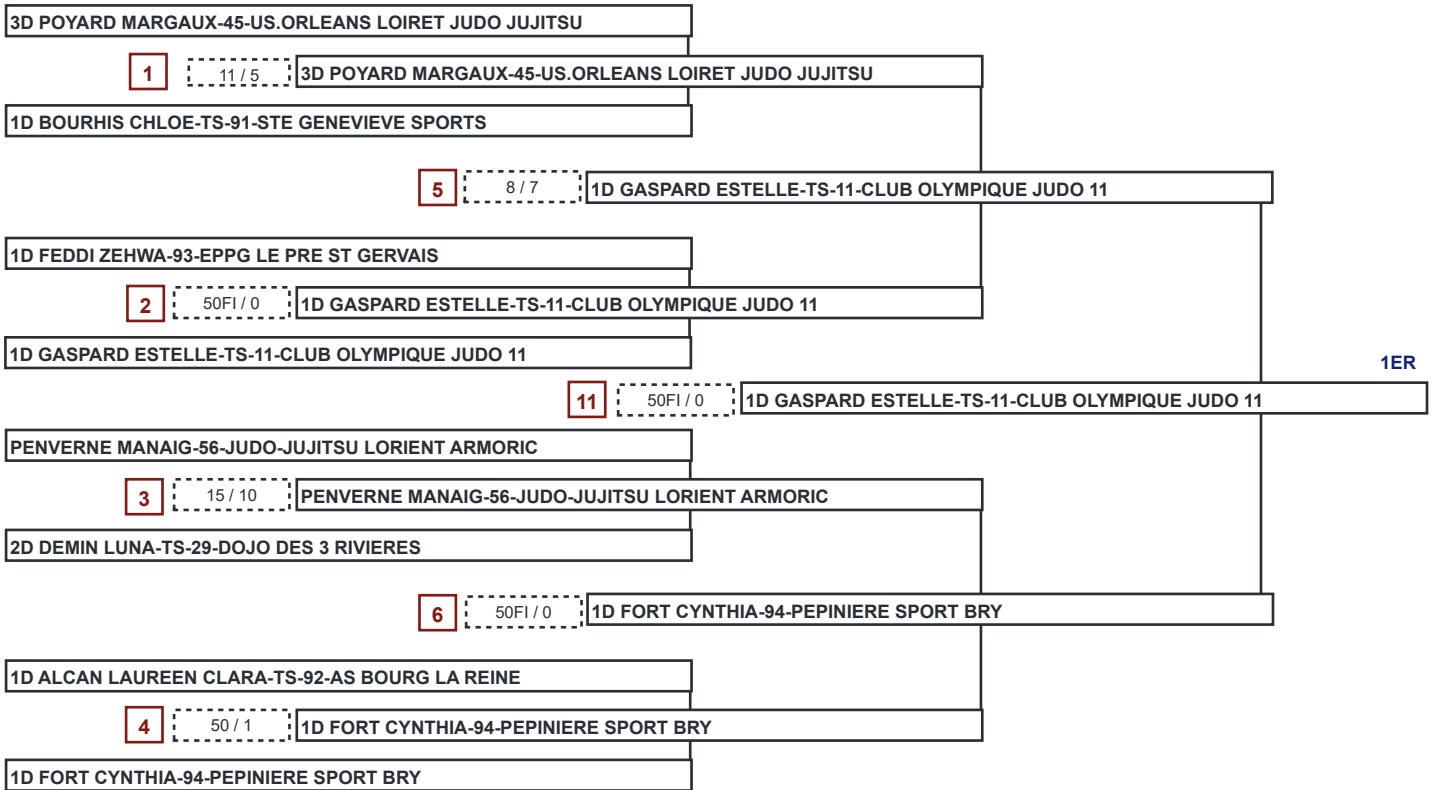 3D POYARD MARGAUX-45-US.ORLEANS LOIRET JUDO JUJITSU
1 11 / 5 3D POYARD MARGAUX-45-US.ORLEANS LOIRET JUDO JUJITSU
1D BOURHIS CHLOE-TS-91-STE GENEVIEVE SPORTS
5 8 / 7 1D GASPARD ESTELLE-TS-11-CLUB OLYMPIQUE JUDO 11
1D FEDDI ZEHWA-93-EPPG LE PRE ST GERVAIS
2 50FI / 0 1D GASPARD ESTELLE-TS-11-CLUB OLYMPIQUE JUDO 11
1D GASPARD ESTELLE-TS-11-CLUB OLYMPIQUE JUDO 11
1ER
11 50FI / 0 1D GASPARD ESTELLE-TS-11-CLUB OLYMPIQUE JUDO 11
PENVERNE MANAIG-56-JUDO-JUJITSU LORIENT ARMORIC
3 15 / 10 PENVERNE MANAIG-56-JUDO-JUJITSU LORIENT ARMORIC
2D DEMIN LUNA-TS-29-DOJO DES 3 RIVIERES
6 50FI / 0 1D FORT CYNTHIA-94-PEPINIERE SPORT BRY
1D ALCAN LAUREEN CLARA-TS-92-AS BOURG LA REINE
4 50 / 1 1D FORT CYNTHIA-94-PEPINIERE SPORT BRY
1D FORT CYNTHIA-94-PEPINIERE SPORT BRY